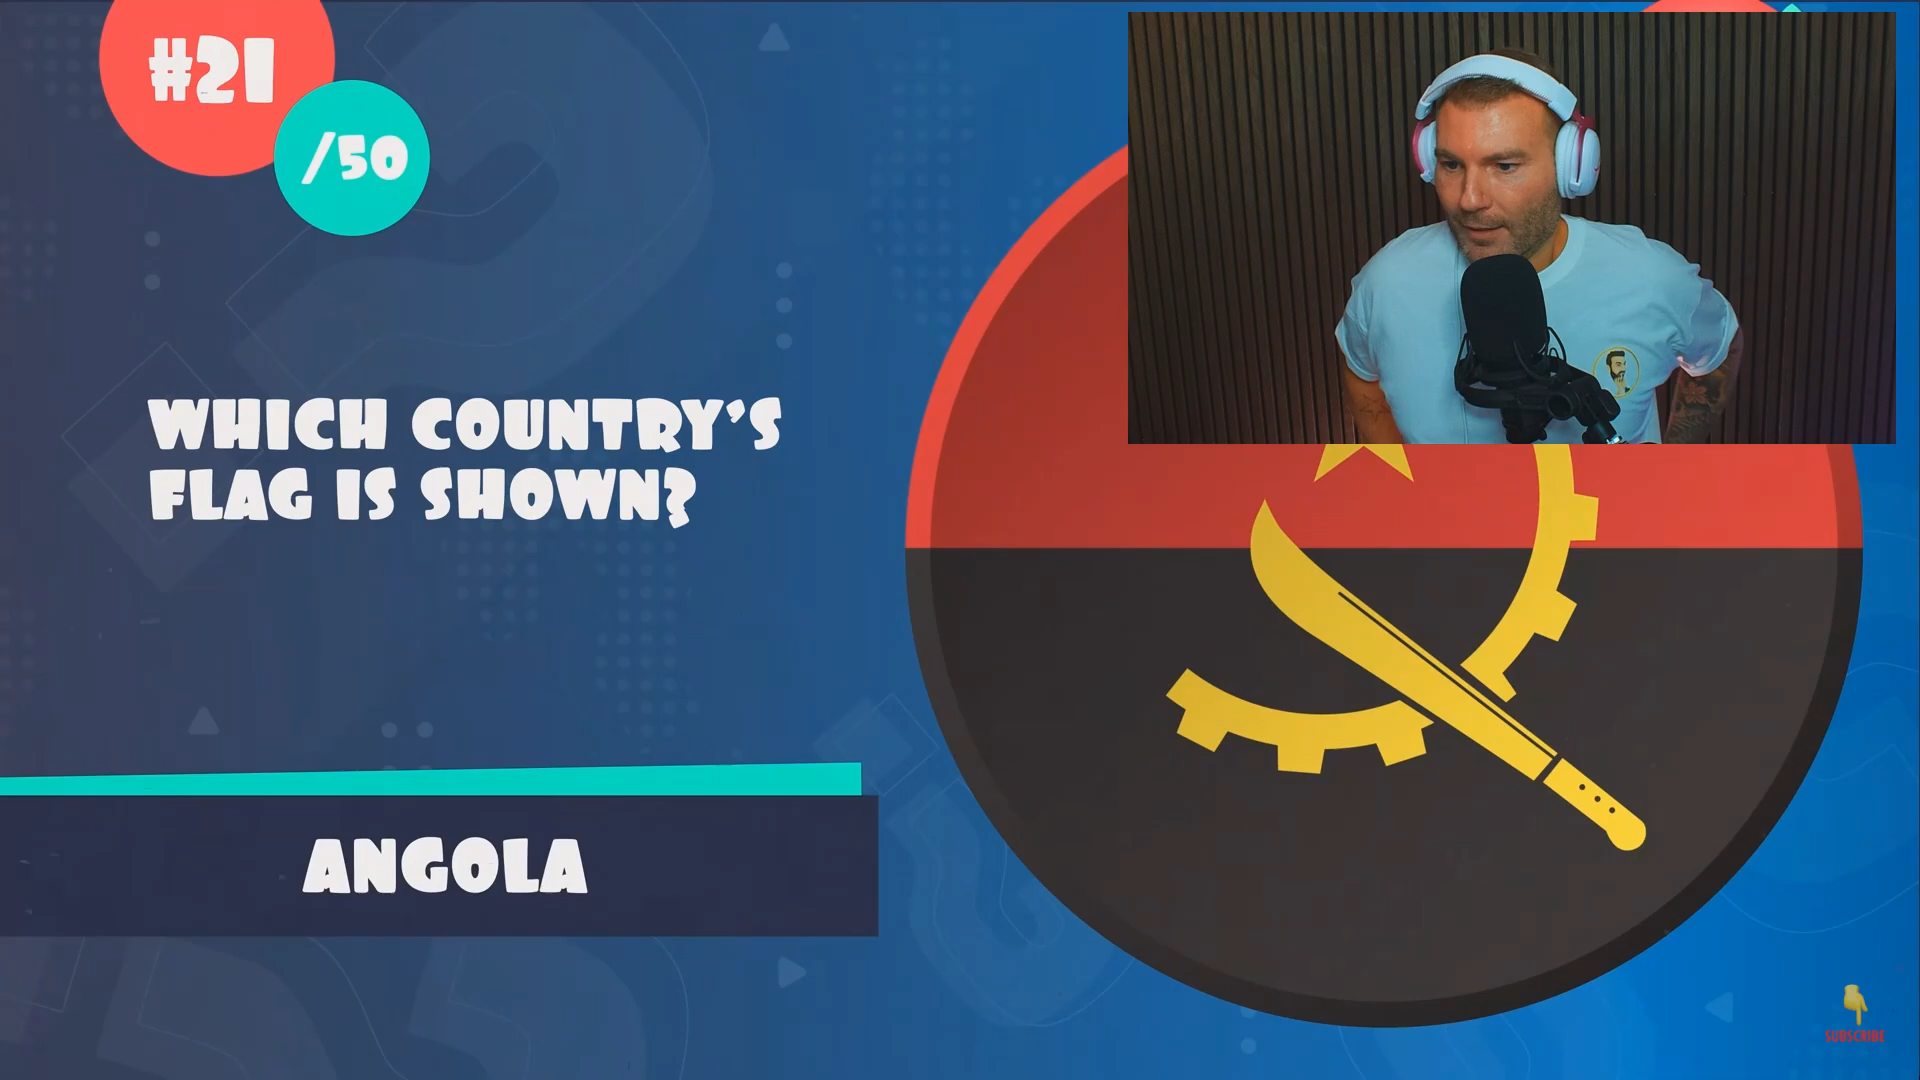 #21
/50
WHICH COUNTRY'S
FLAG IS SHOWN?
ANGOLA
SUBSCRIBE